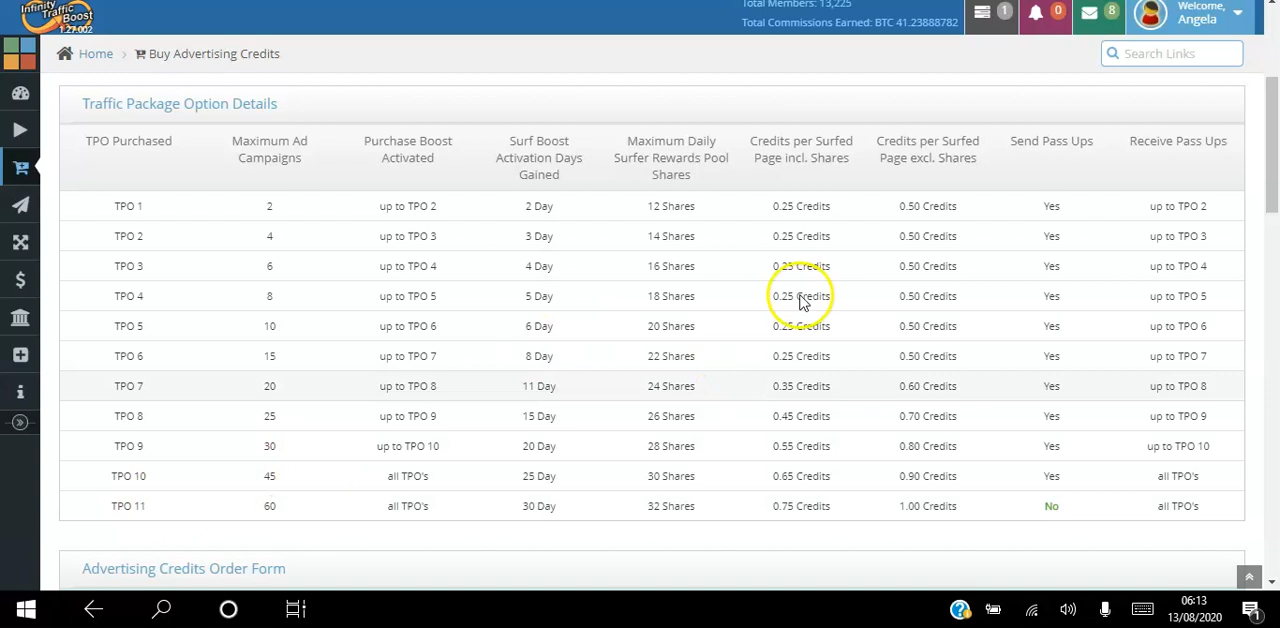 Infinity
Traffic
Boost
1.27.002
Total Members: 13,225
Total Commissions Earned: BTC 41.23888782
1
0
8
Welcome,
Angela
Home
Buy Advertising Credits
Search Links
Traffic Package Option Details
TPO Purchased Maximum Ad Campaigns Purchase Boost Activated Surf Boost Activation Days Gained Maximum Daily Surfer Rewards Pool Shares Credits per Surfed Page incl. Shares Credits per Surfed Page excl. Shares Send Pass Ups Receive Pass Ups
TPO 1 2 up to TPO 2 2 Day 12 Shares 0.25 Credits 0.50 Credits Yes up to TPO 2
TPO 2 4 up to TPO 3 3 Day 14 Shares 0.25 Credits 0.50 Credits Yes up to TPO 3
TPO 3 6 up to TPO 4 4 Day 16 Shares 0.25 Credits 0.50 Credits Yes up to TPO 4
TPO 4 8 up to TPO 5 5 Day 18 Shares 0.25 Credits 0.50 Credits Yes up to TPO 5
TPO 5 10 up to TPO 6 6 Day 20 Shares 0.25 Credits 0.50 Credits Yes up to TPO 6
TPO 6 15 up to TPO 7 8 Day 22 Shares 0.25 Credits 0.50 Credits Yes up to TPO 7
TPO 7 20 up to TPO 8 11 Day 24 Shares 0.35 Credits 0.60 Credits Yes up to TPO 8
TPO 8 25 up to TPO 9 15 Day 26 Shares 0.45 Credits 0.70 Credits Yes up to TPO 9
TPO 9 30 up to TPO 10 20 Day 28 Shares 0.55 Credits 0.80 Credits Yes up to TPO 10
TPO 10 45 all TPO's 25 Day 30 Shares 0.65 Credits 0.90 Credits Yes all TPO's
TPO 11 60 all TPO's 30 Day 32 Shares 0.75 Credits 1.00 Credits No all TPO's
Advertising Credits Order Form
06:13
13/08/2020
1